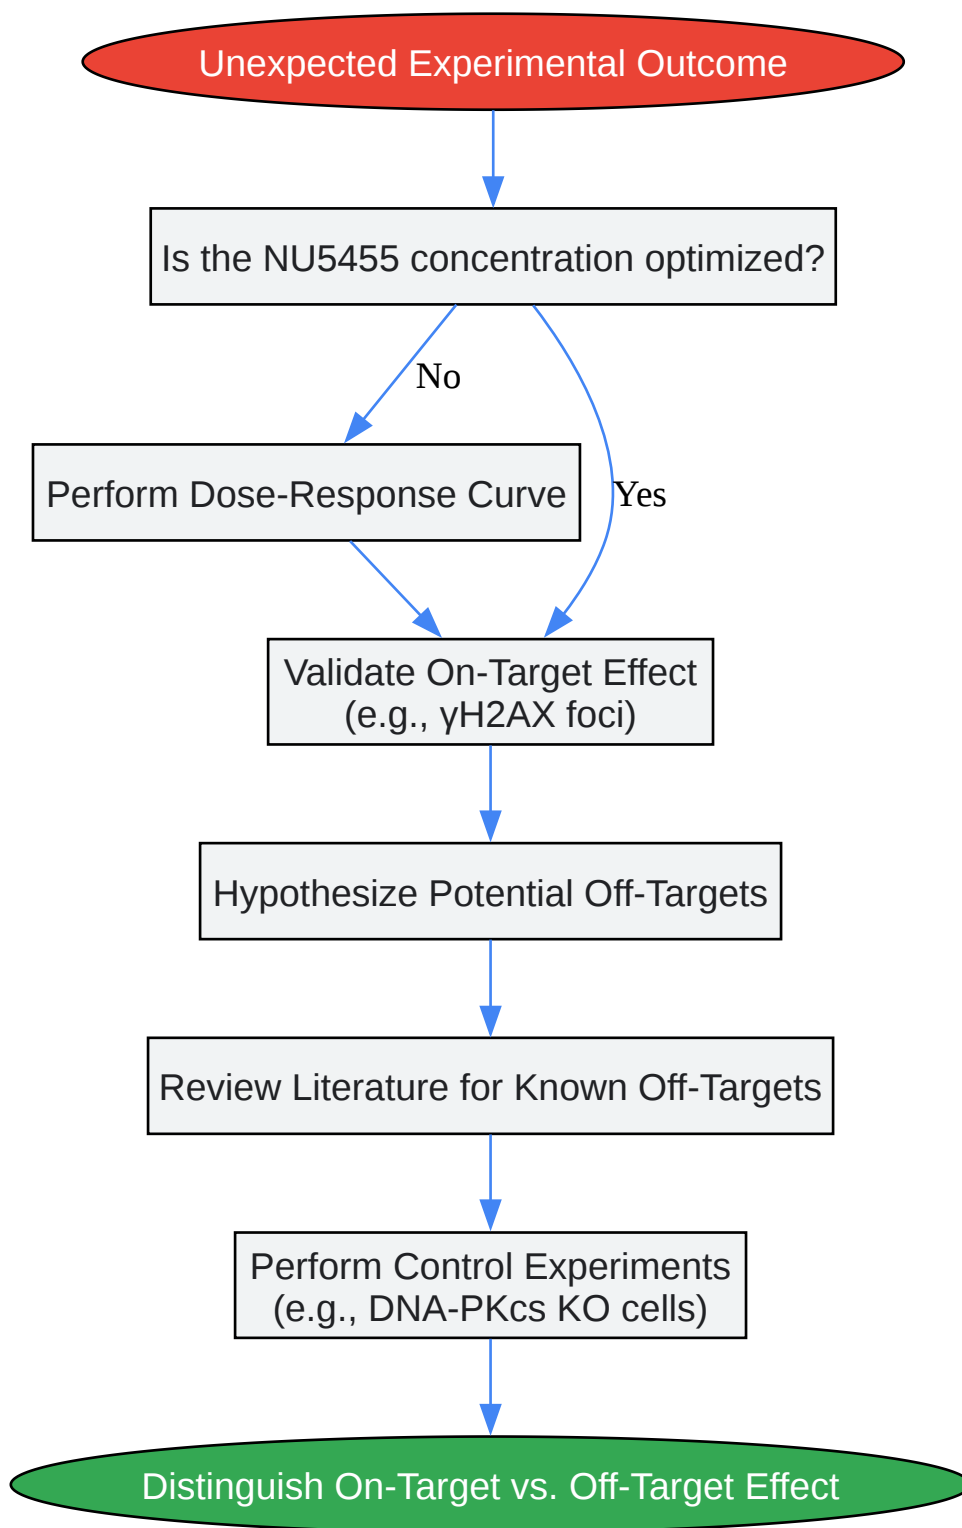 Unexpected Experimental Outcome
Is the NU5455 concentration optimized?
No
Perform Dose-Response Curve
Yes
Validate On-Target Effect
(e.g., γH2AX foci)
Hypothesize Potential Off-Targets
Review Literature for Known Off-Targets
Perform Control Experiments
(e.g., DNA-PKcs KO cells)
Distinguish On-Target vs. Off-Target Effect